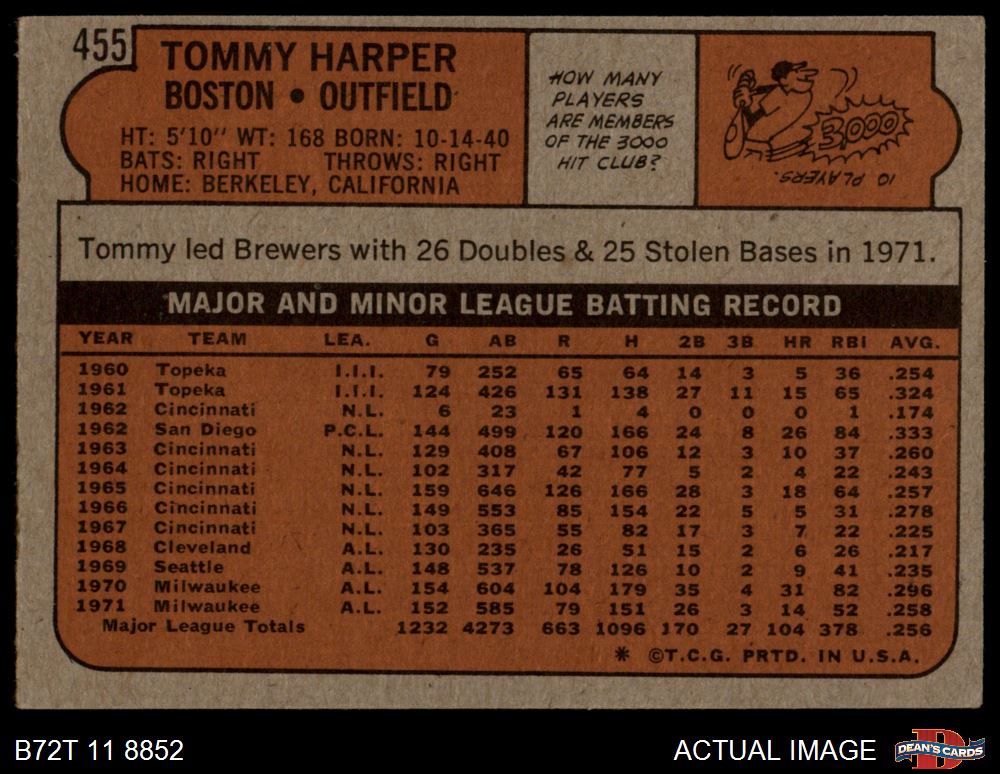 455
TOMMY HARPER
BOSTON • OUTFIELD
HT: 5'10" WT: 168 BORN: 10-14-40
BATS: RIGHT THROWS: RIGHT
HOME: BERKELEY, CALIFORNIA
HOW MANY
PLAYERS
ARE MEMBERS
OF THE 3000
HIT CLUB?
3,000
10 PLAYERS.
Tommy led Brewers with 26 Doubles & 25 Stolen Bases in 1971.
MAJOR AND MINOR LEAGUE BATTING RECORD
YEAR TEAM LEA. G AB R H 2B 3B HR RBI AVG.
1960 Topeka I.I.I. 79 252 65 64 14 3 5 36 .254
1961 Topeka I.I.I. 124 426 131 138 27 11 15 65 .324
1962 Cincinnati N.L. 6 23 1 4 0 0 0 1 .174
1962 San Diego P.C.L. 144 499 120 166 24 8 26 84 .333
1963 Cincinnati N.L. 129 408 67 106 12 3 10 37 .260
1964 Cincinnati N.L. 102 317 42 77 5 2 4 22 .243
1965 Cincinnati N.L. 159 646 126 166 28 3 18 64 .257
1966 Cincinnati N.L. 149 553 85 154 22 5 5 31 .278
1967 Cincinnati N.L. 103 365 55 82 17 3 7 22 .225
1968 Cleveland A.L. 130 235 26 51 15 2 6 26 .217
1969 Seattle A.L. 148 537 78 126 10 2 9 41 .235
1970 Milwaukee A.L. 154 604 104 179 35 4 31 82 .296
1971 Milwaukee A.L. 152 585 79 151 26 3 14 52 .258
Major League Totals 1232 4273 663 1096 170 27 104 378 .256
* ©T.C.G. PRTD. IN U.S.A.
B72T 11 8852
ACTUAL IMAGE
D
DEAN'S CARDS